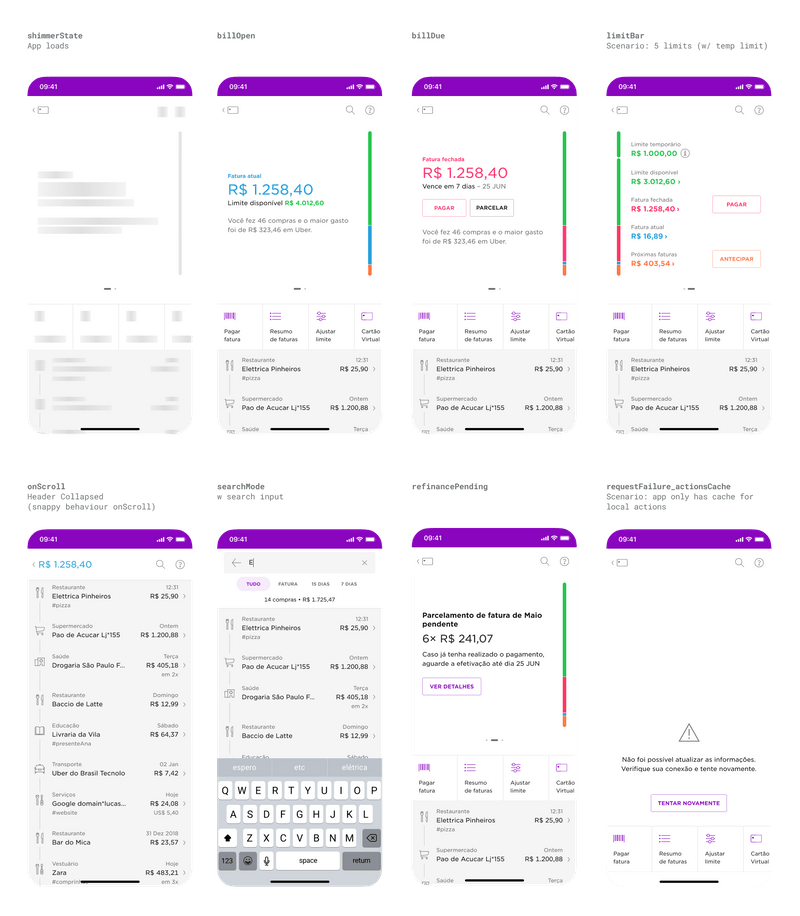 shimmerState
App loads
09:41
billOpen
09:41
Fatura atual
R$ 1.258,40
Limite disponível R$ 4.012,60
Você fez 46 compras e o maior gasto
foi de R$ 323,46 em Uber.
Pagar fatura
Resumo de faturas
Ajustar limite
Cartão Virtual
Restaurante 12:31
Elettrica Pinheiros R$ 25,90
#pizza
Supermercado Ontem
Pao de Acucar Lj*155 R$ 1.200,88
Saúde Terça
billDue
09:41
Fatura fechada
R$ 1.258,40
Vence em 7 dias – 25 JUN
PAGAR PARCELAR
Você fez 46 compras e o maior gasto
foi de R$ 323,46 em Uber.
Pagar fatura
Resumo de faturas
Ajustar limite
Cartão Virtual
Restaurante 12:31
Elettrica Pinheiros R$ 25,90
#pizza
Supermercado Ontem
Pao de Acucar Lj*155 R$ 1.200,88
Saúde Terça
limitBar
Scenario: 5 limits (w/ temp limit)
09:41
Limite temporário
R$ 1.000,00
Limite disponível
R$ 3.012,60
Fatura fechada
R$ 1.258,40
PAGAR
Fatura atual
R$ 16,89
Próximas faturas
R$ 403,54
ANTECIPAR
Pagar fatura
Resumo de faturas
Ajustar limite
Cartão Virtual
Restaurante 12:31
Elettrica Pinheiros R$ 25,90
#pizza
Supermercado Ontem
Pao de Acucar Lj*155 R$ 1.200,88
Saúde Terça
onScroll
Header Collapsed
(snappy behaviour onScroll)
09:41
R$ 1.258,40
Restaurante 12:31
Elettrica Pinheiros R$ 25,90
#pizza
Supermercado Ontem
Pao de Acucar Lj*155 R$ 1.200,88
Saúde Terça
Drogaria São Paulo F... R$ 405,18
em 2x
Restaurante Domingo
Baccio de Latte R$ 12,99
Educação Sábado
Livraria da Vila R$ 64,37
#presenteAna
Transporte 02 Jan
Uber do Brasil Tecnolo R$ 7,42
Serviços Hoje
Google domain*lucas... R$ 24,08
#website US$ 5,40
Restaurante 31 Dez 2018
Bar do Mica R$ 23,57
Vestuário Hoje
Zara R$ 483,21
em 3x
searchMode
w search input
09:41
E
TUDO FATURA 15 DIAS 7 DIAS
14 compras • R$ 1.725,47
Restaurante 12:31
Elettrica Pinheiros R$ 25,90
#pizza
Supermercado Ontem
Pao de Acucar Lj*155 R$ 1.200,88
Saúde Terça
Drogaria São Paulo F... R$ 405,18
em 2x
Restaurante Domingo
Baccio de Latte R$ 12,99
Educação Sábado
espero etc elétrica
Q W E R T Y U I O P
A S D F G H J K L
Z X C V B N M
123 space return
refinancePending
09:41
Parcelamento de fatura de Maio
pendente
6× R$ 241,07
Caso já tenha realizado o pagamento,
aguarde a efetivação até dia 25 JUN
VER DETALHES
Pagar fatura
Resumo de faturas
Ajustar limite
Cartão Virtual
Restaurante 12:31
Elettrica Pinheiros R$ 25,90
#pizza
Supermercado Ontem
Pao de Acucar Lj*155 R$ 1.200,88
Saúde Terça
requestFailure_actionsCache
Scenario: app only has cache for
local actions
09:41
Não foi possível atualizar as informações.
Verifique sua conexão e tente novamente.
TENTAR NOVAMENTE
Pagar fatura
Resumo de faturas
Ajustar limite
Cartão Virtual